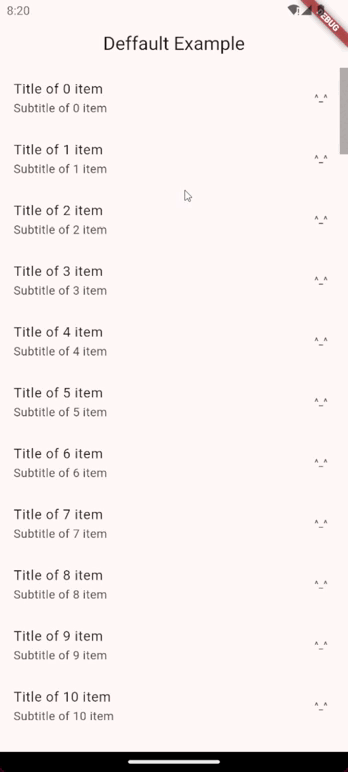 8:20
EBUG
Deffault Example
Title of 0 item
Subtitle of 0 item
^_^
Title of 1 item
Subtitle of 1 item
^_^
Title of 2 item
Subtitle of 2 item
^_^
Title of 3 item
Subtitle of 3 item
^_^
Title of 4 item
Subtitle of 4 item
^_^
Title of 5 item
Subtitle of 5 item
^_^
Title of 6 item
Subtitle of 6 item
^_^
Title of 7 item
Subtitle of 7 item
^_^
Title of 8 item
Subtitle of 8 item
^_^
Title of 9 item
Subtitle of 9 item
^_^
Title of 10 item
Subtitle of 10 item
^_^